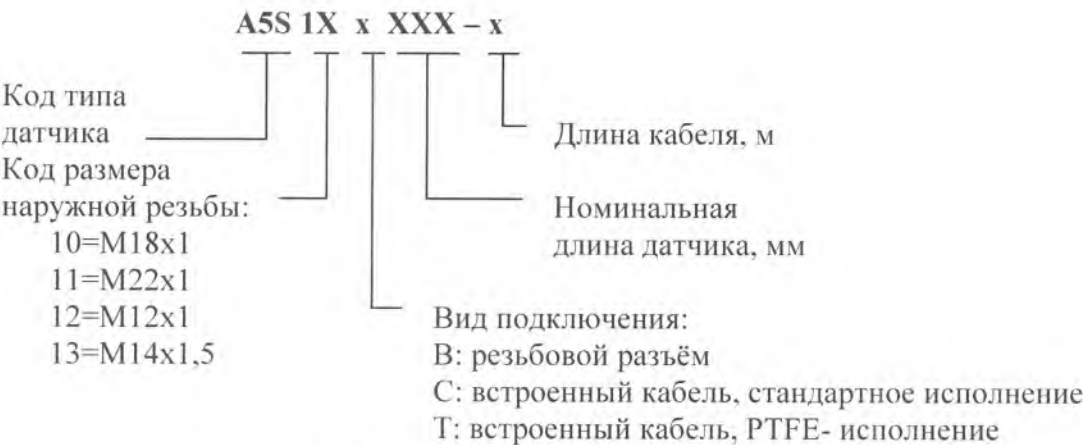 A5S 1X x XXX – x
Код типа
датчика
Код размера
наружной резьбы:
10=M18x1
11=M22x1
12=M12x1
13=M14x1,5
Длина кабеля, м
Номинальная
длина датчика, мм
Вид подключения:
В: резьбовой разъём
С: встроенный кабель, стандартное исполнение
Т: встроенный кабель, PTFE- исполнение